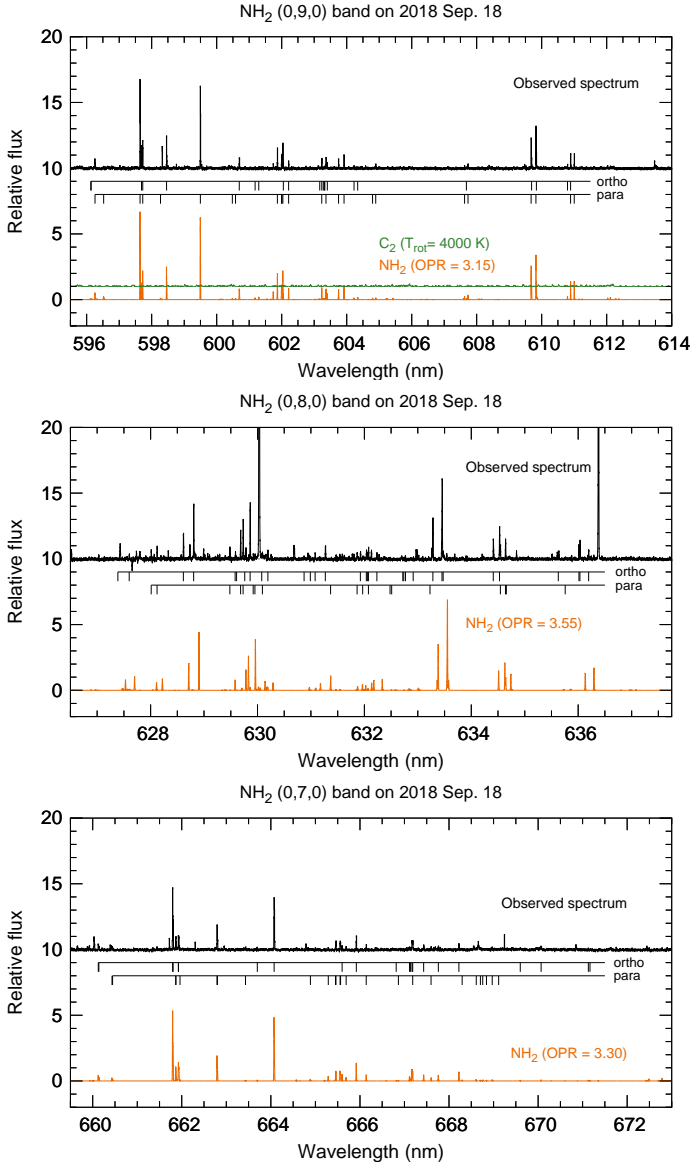 NH2 (0,9,0) band on 2018 Sep. 18
20
Observed spectrum
15
10
ortho
para
5
C2 (Trot= 4000 K)
NH2 (OPR = 3.15)
0
Relative flux
596 598 600 602 604 606 608 610 612 614
Wavelength (nm)
NH2 (0,8,0) band on 2018 Sep. 18
20
Observed spectrum
15
10
ortho
para
5
NH2 (OPR = 3.55)
0
Relative flux
628 630 632 634 636
Wavelength (nm)
NH2 (0,7,0) band on 2018 Sep. 18
20
Observed spectrum
15
10
ortho
para
5
NH2 (OPR = 3.30)
0
Relative flux
660 662 664 666 668 670 672
Wavelength (nm)